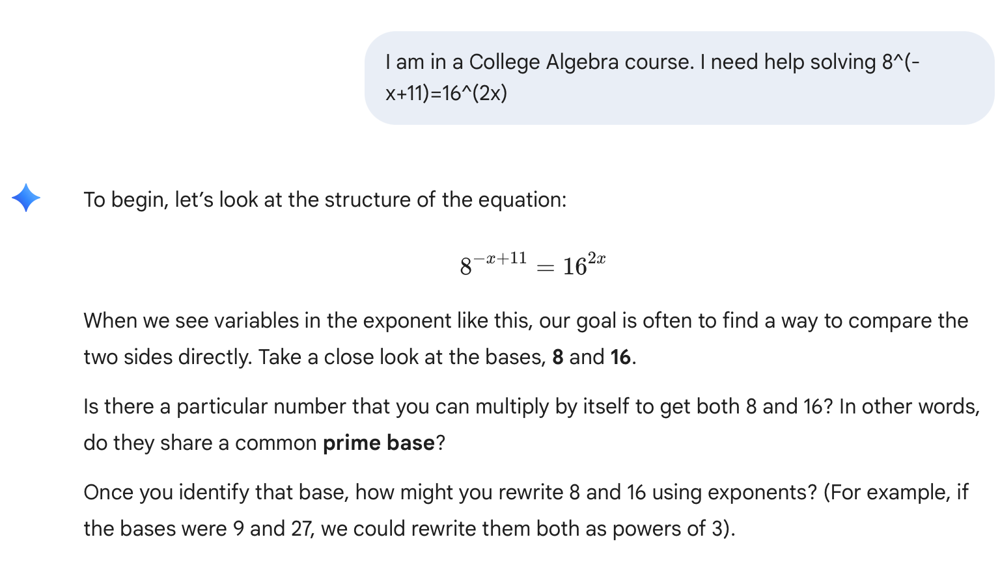 I am in a College Algebra course. I need help solving 8^(-
x+11)=16^(2x)
To begin, let’s look at the structure of the equation:
8^{−x+11} = 16^{2x}
When we see variables in the exponent like this, our goal is often to find a way to compare the
two sides directly. Take a close look at the bases, 8 and 16.
Is there a particular number that you can multiply by itself to get both 8 and 16? In other words,
do they share a common prime base?
Once you identify that base, how might you rewrite 8 and 16 using exponents? (For example, if
the bases were 9 and 27, we could rewrite them both as powers of 3).